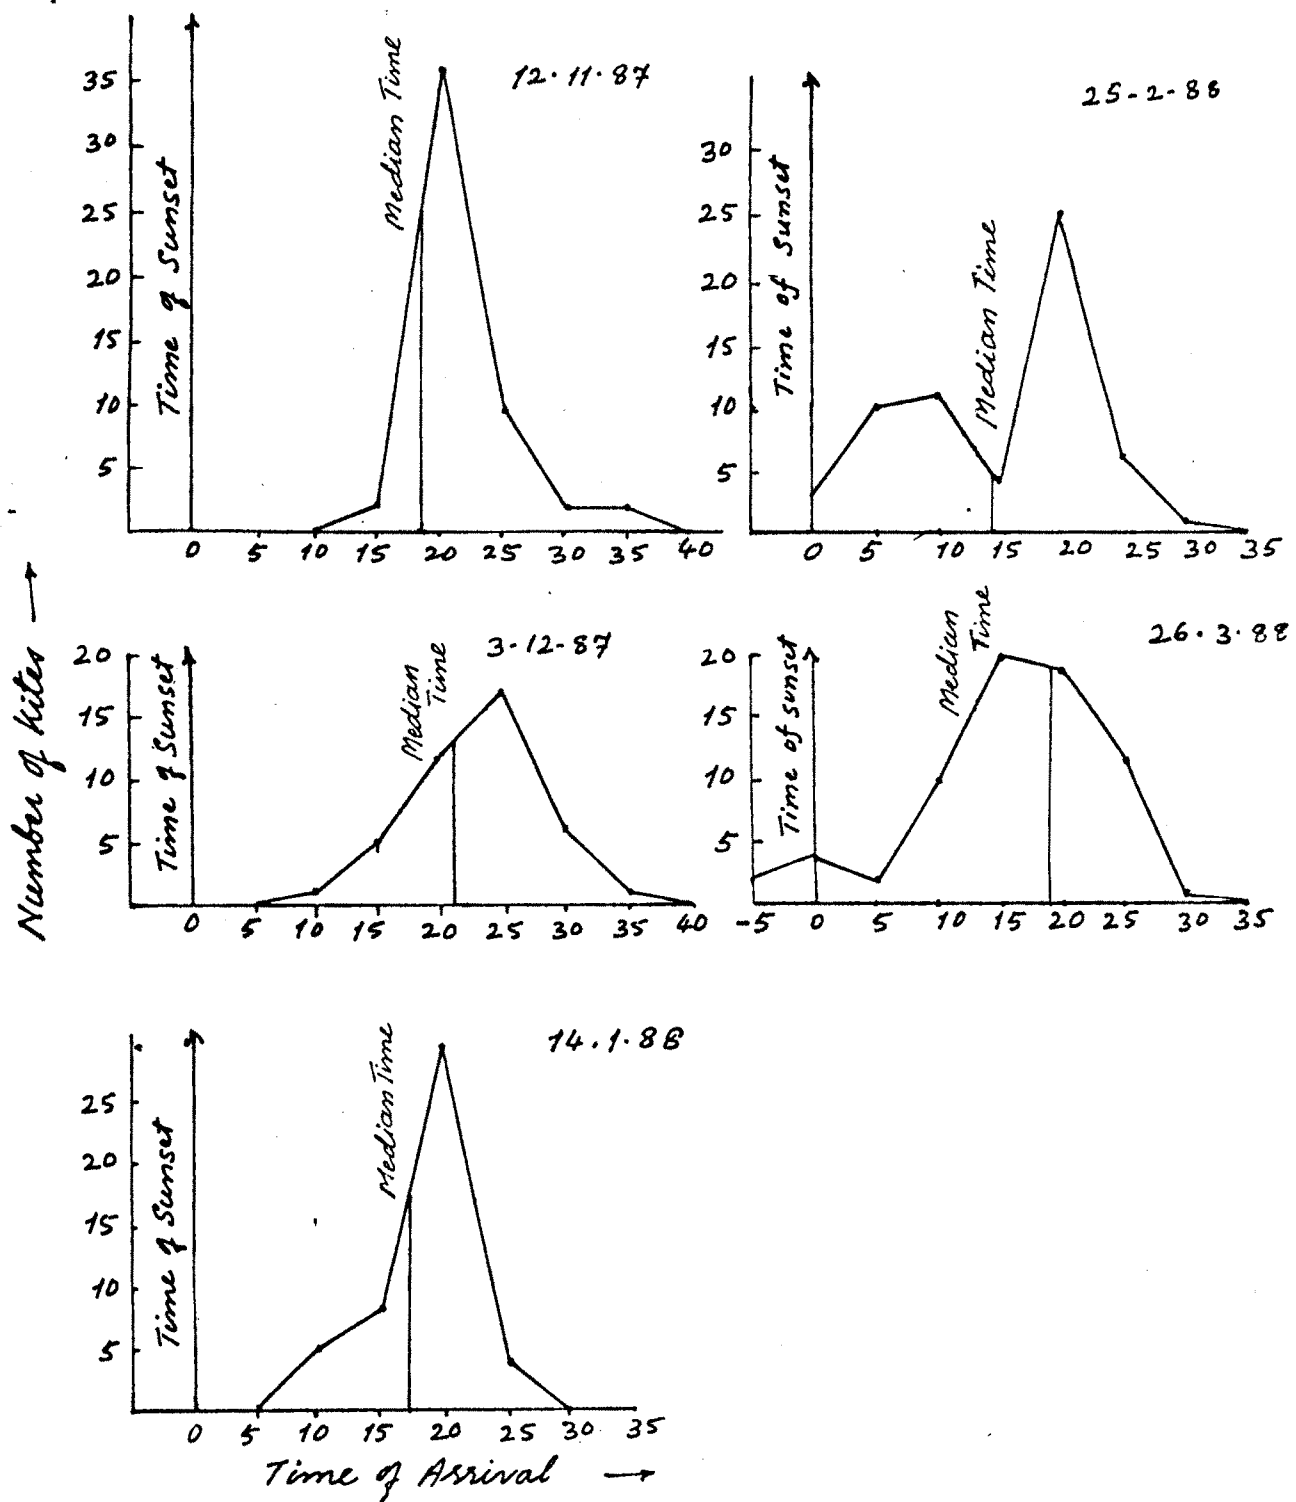 Number of Kites →
12.11.87
35
30
25
20
15
10
5
Time of Sunset
Median Time
0 5 10 15 20 25 30 35 40
25-2-88
30
25
20
15
10
5
Time of Sunset
Median Time
0 5 10 15 20 25 30 35
3-12-87
20
15
10
5
Time of Sunset
Median
Time
0 5 10 15 20 25 30 35 40
26.3.88
20
15
10
5
Time of sunset
Median
Time
-5 0 5 10 15 20 25 30 35
14.1.88
25
20
15
10
5
Time of Sunset
Median Time
0 5 10 15 20 25 30 35
Time of Arrival →